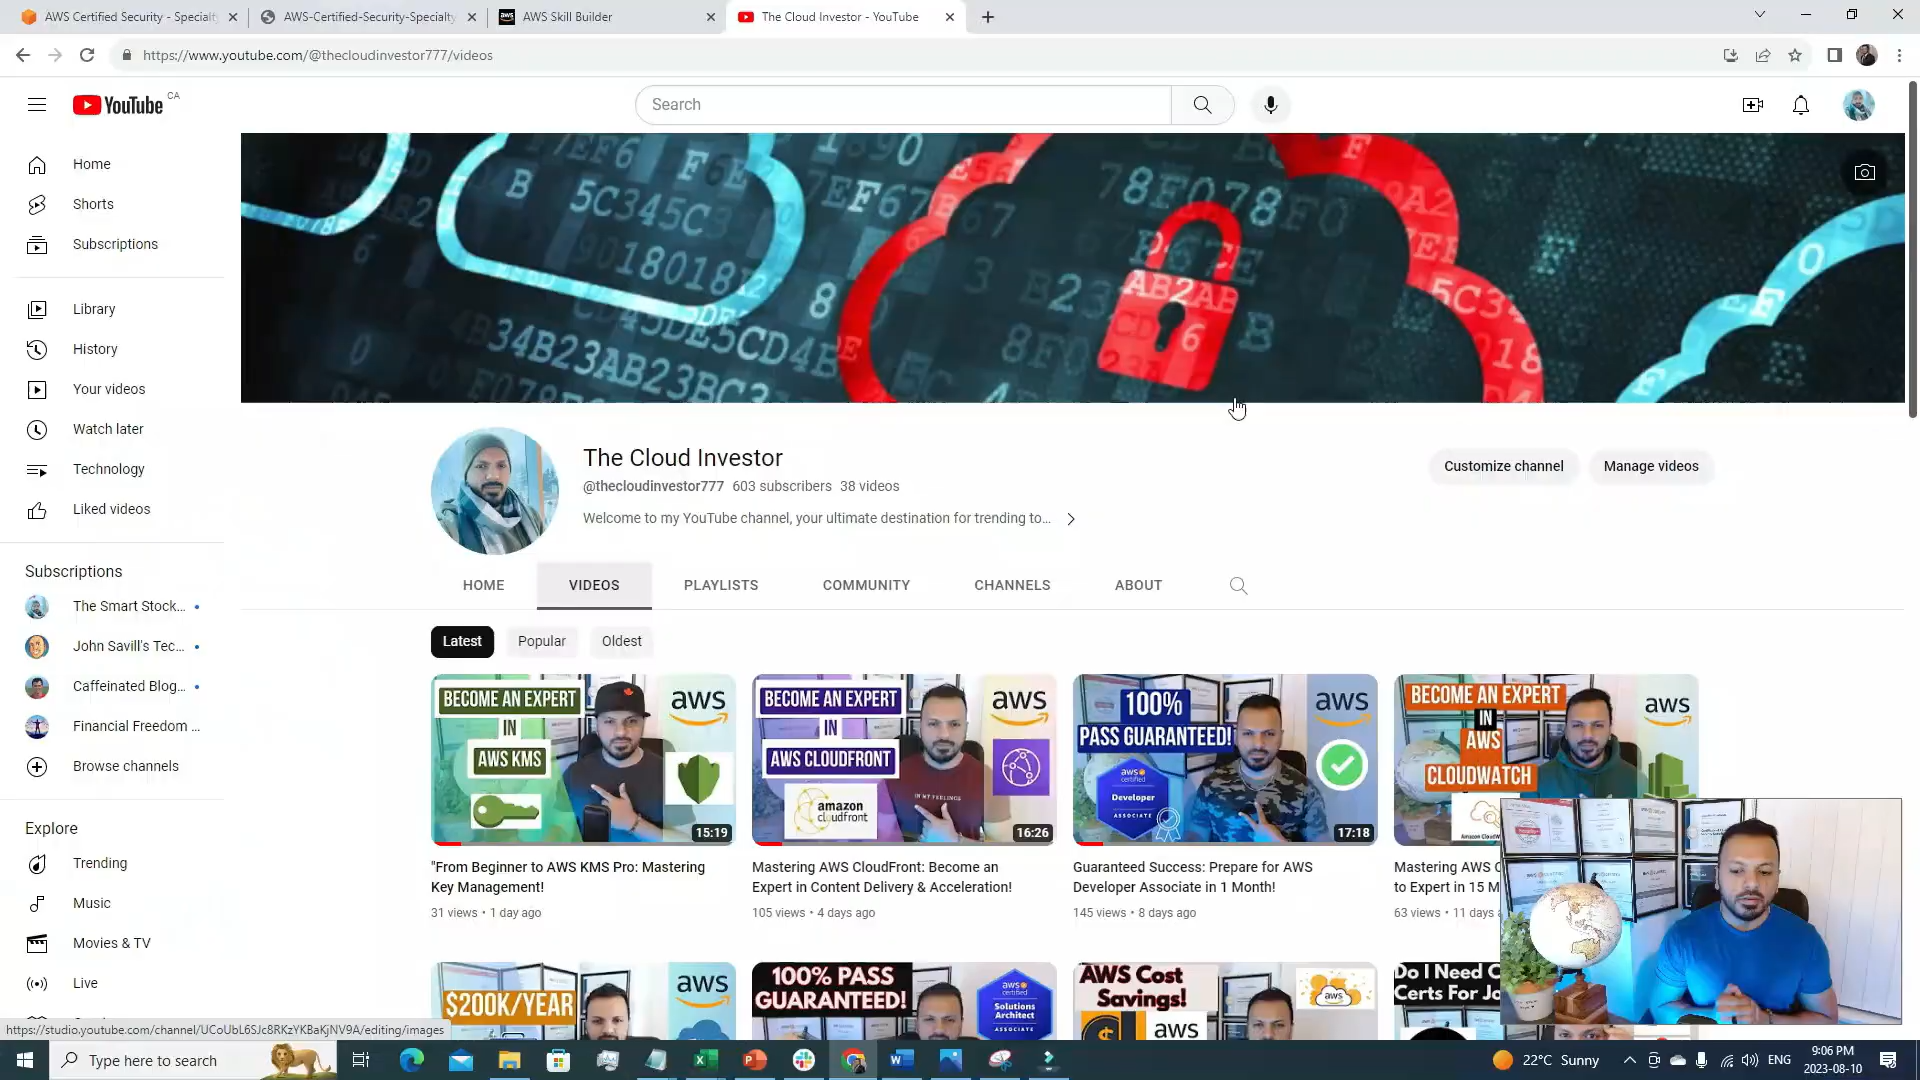 AWS Certified Security - Specialt
AWS-Certified-Security-Specialty
AWS Skill Builder
The Cloud Investor - YouTube
https://www.youtube.com/@thecloudinvestor777/videos
YouTube CA
Search
Home
Shorts
Subscriptions
Library
History
Your videos
Watch later
Technology
Liked videos
Subscriptions
The Smart Stock...
John Savill's Tec...
Caffeinated Blog...
Financial Freedom ...
Browse channels
Explore
Trending
Music
Movies & TV
Live
The Cloud Investor
@thecloudinvestor777 603 subscribers 38 videos
Welcome to my YouTube channel, your ultimate destination for trending to...
Customize channel
Manage videos
HOME
VIDEOS
PLAYLISTS
COMMUNITY
CHANNELS
ABOUT
Latest
Popular
Oldest
BECOME AN EXPERT
IN
AWS KMS
aws
15:19
"From Beginner to AWS KMS Pro: Mastering
Key Management!
31 views • 1 day ago
BECOME AN EXPERT
IN
AWS CLOUDFRONT
amazon
cloudfront
aws
IN MY FEELINGS
16:26
Mastering AWS CloudFront: Become an
Expert in Content Delivery & Acceleration!
105 views • 4 days ago
100%
PASS GUARANTEED!
aws
certified
Developer
ASSOCIATE
aws
17:18
Guaranteed Success: Prepare for AWS
Developer Associate in 1 Month!
145 views • 8 days ago
BECOME AN EXPERT
IN
AWS
CLOUDWATCH
aws
Mastering AWS C
to Expert in 15 M
63 views • 11 days
$200K/YEAR
aws
100% PASS
GUARANTEED!
aws
certified
Solutions
Architect
ASSOCIATE
AWS Cost
Savings!
aws
aws
Do I Need C
Certs For Jo
https://studio.youtube.com/channel/UCoUbL6SJc8RKzYKBaKjNV9A/editing/images
Type here to search
22°C Sunny
ENG
9:06 PM
2023-08-10